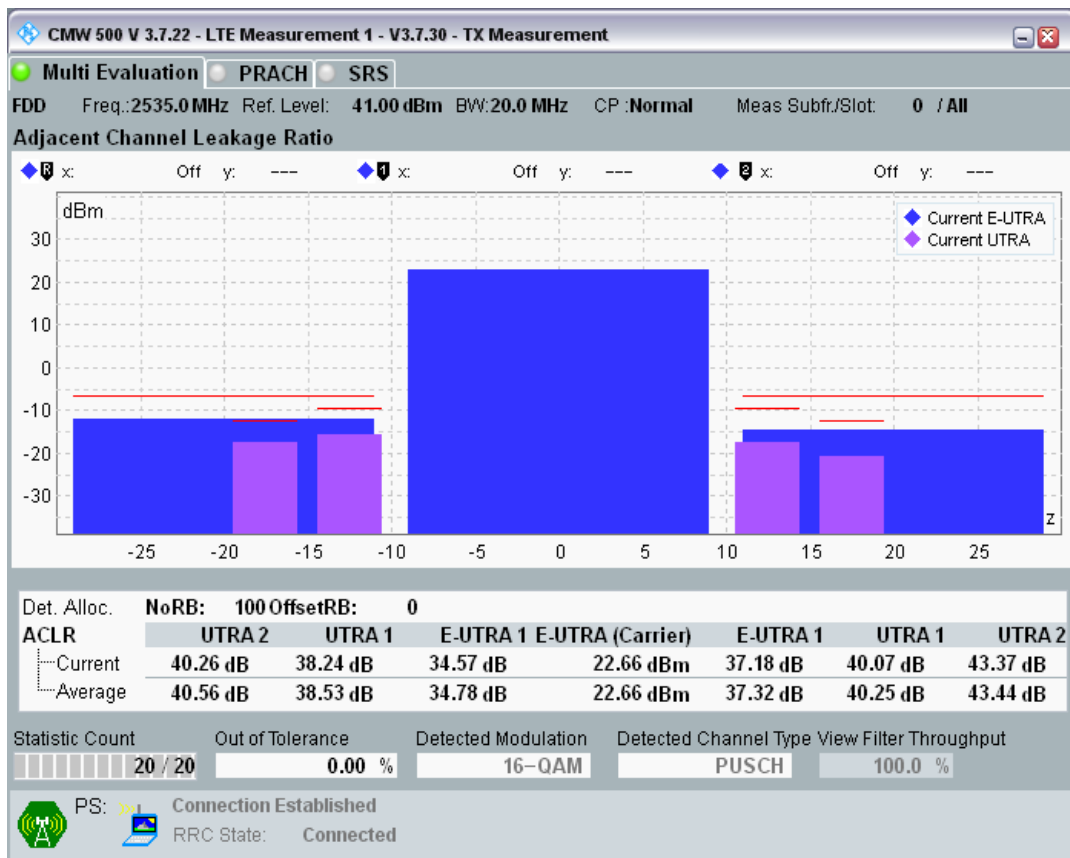 CMW 500 V 3.7.22 - LTE Measurement 1 - V3.7.30 - TX Measurement
Multi Evaluation PRACH SRS
FDD Freq.:2535.0 MHz Ref. Level: 41.00 dBm BW:20.0 MHz CP :Normal Meas Subfr./Slot: 0 / All
Adjacent Channel Leakage Ratio
R x: Off y: --- 1 x: Off y: --- 2 x: Off y: ---
dBm
Current E-UTRA
Current UTRA
30
20
10
0
-10
-20
-30
z
-25 -20 -15 -10 -5 0 5 10 15 20 25
Det. Alloc. NoRB: 100 OffsetRB: 0
ACLR UTRA 2 UTRA 1 E-UTRA 1 E-UTRA (Carrier) E-UTRA 1 UTRA 1 UTRA 2
Current 40.26 dB 38.24 dB 34.57 dB 22.66 dBm 37.18 dB 40.07 dB 43.37 dB
Average 40.56 dB 38.53 dB 34.78 dB 22.66 dBm 37.32 dB 40.25 dB 43.44 dB
Statistic Count Out of Tolerance Detected Modulation Detected Channel Type View Filter Throughput
20 / 20 0.00 % 16-QAM PUSCH 100.0 %
PS: Connection Established
RRC State: Connected